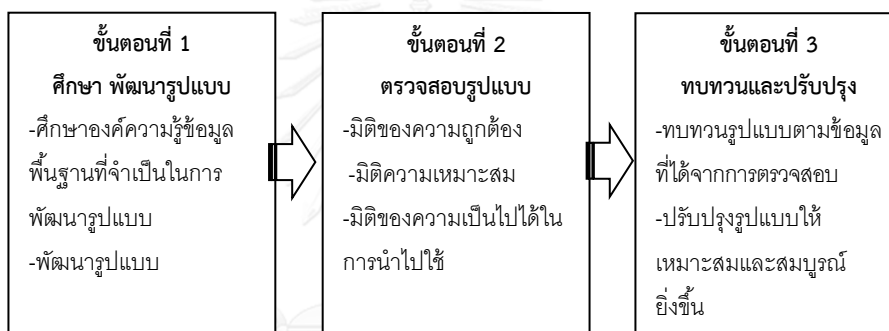 ขั้นตอนที่ 1
ศึกษา พัฒนารูปแบบ
-ศึกษาองค์ความรู้ข้อมูล
พื้นฐานที่จำเป็นในการ
พัฒนารูปแบบ
-พัฒนารูปแบบ
ขั้นตอนที่ 2
ตรวจสอบรูปแบบ
-มิติของความถูกต้อง
-มิติความเหมาะสม
-มิติของความเป็นไปได้ใน
การนำไปใช้
ขั้นตอนที่ 3
ทบทวนและปรับปรุง
-ทบทวนรูปแบบตามข้อมูล
ที่ได้จากการตรวจสอบ
-ปรับปรุงรูปแบบให้
เหมาะสมและสมบูรณ์
ยิ่งขึ้น